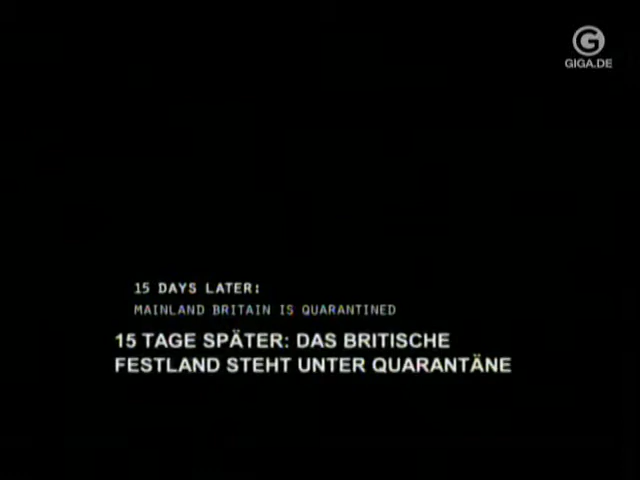 G
GIGA.DE
15 DAYS LATER:
MAINLAND BRITAIN IS QUARANTINED
15 TAGE SPÄTER: DAS BRITISCHE
FESTLAND STEHT UNTER QUARANTÄNE